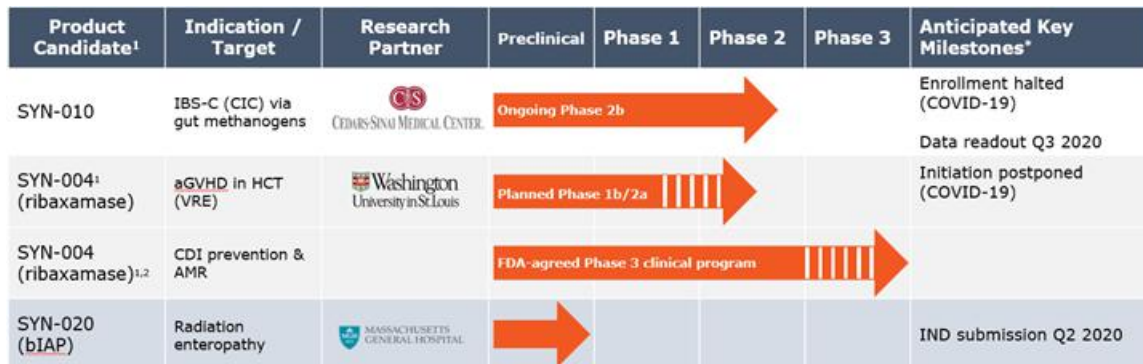 Product Candidate¹
Indication / Target
Research Partner
Preclinical
Phase 1
Phase 2
Phase 3
Anticipated Key Milestones*
SYN-010
IBS-C (CIC) via
gut methanogens
CS
CEDARS-SINAI MEDICAL CENTER.
Ongoing Phase 2b
Enrollment halted
(COVID-19)
Data readout Q3 2020
SYN-004¹
(ribaxamase)
aGVHD in HCT
(VRE)
Washington
University in St.Louis
Planned Phase 1b/2a
Initiation postponed
(COVID-19)
SYN-004
(ribaxamase)¹,²
CDI prevention &
AMR
FDA-agreed Phase 3 clinical program
SYN-020
(bIAP)
Radiation
enteropathy
MASSACHUSETTS
GENERAL HOSPITAL
IND submission Q2 2020